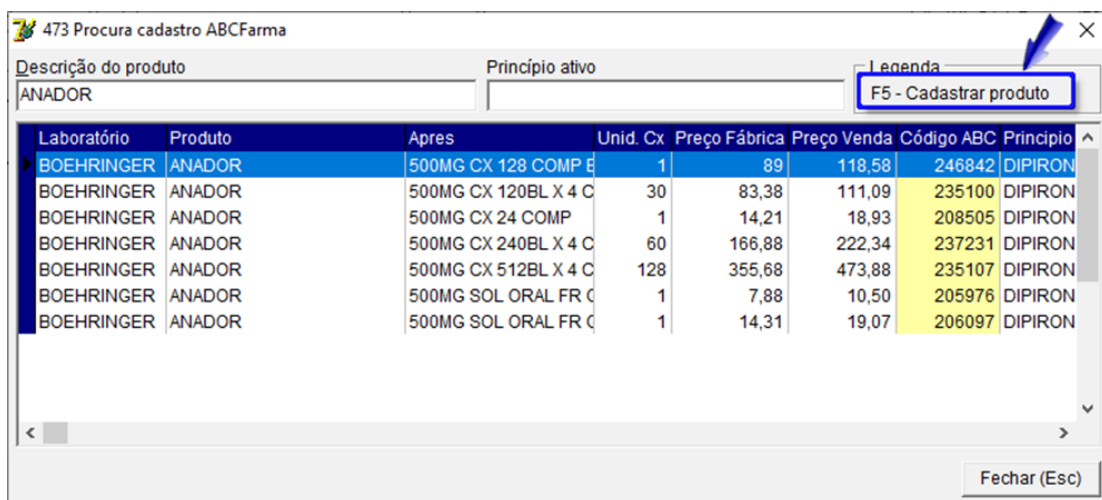 473 Procura cadastro ABCFarma
Descrição do produto Princípio ativo Legenda
ANADOR F5 - Cadastrar produto
Laboratório Produto Apres Unid. Cx Preço Fábrica Preço Venda Código ABC Principio
BOEHRINGER ANADOR 500MG CX 128 COMP E 1 89 118,58 246842 DIPIRON
BOEHRINGER ANADOR 500MG CX 120BL X 4 C 30 83,38 111,09 235100 DIPIRON
BOEHRINGER ANADOR 500MG CX 24 COMP 1 14,21 18,93 208505 DIPIRON
BOEHRINGER ANADOR 500MG CX 240BL X 4 C 60 166,88 222,34 237231 DIPIRON
BOEHRINGER ANADOR 500MG CX 512BL X 4 C 128 355,68 473,88 235107 DIPIRON
BOEHRINGER ANADOR 500MG SOL ORAL FR G 1 7,88 10,50 205976 DIPIRON
BOEHRINGER ANADOR 500MG SOL ORAL FR G 1 14,31 19,07 206097 DIPIRON
Fechar (Esc)